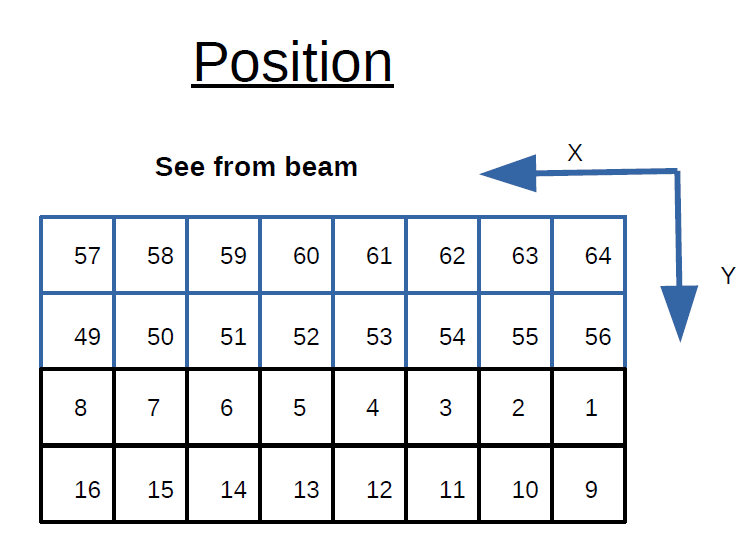 Position
See from beam
X
Y
57 58 59 60 61 62 63 64
49 50 51 52 53 54 55 56
8 7 6 5 4 3 2 1
16 15 14 13 12 11 10 9